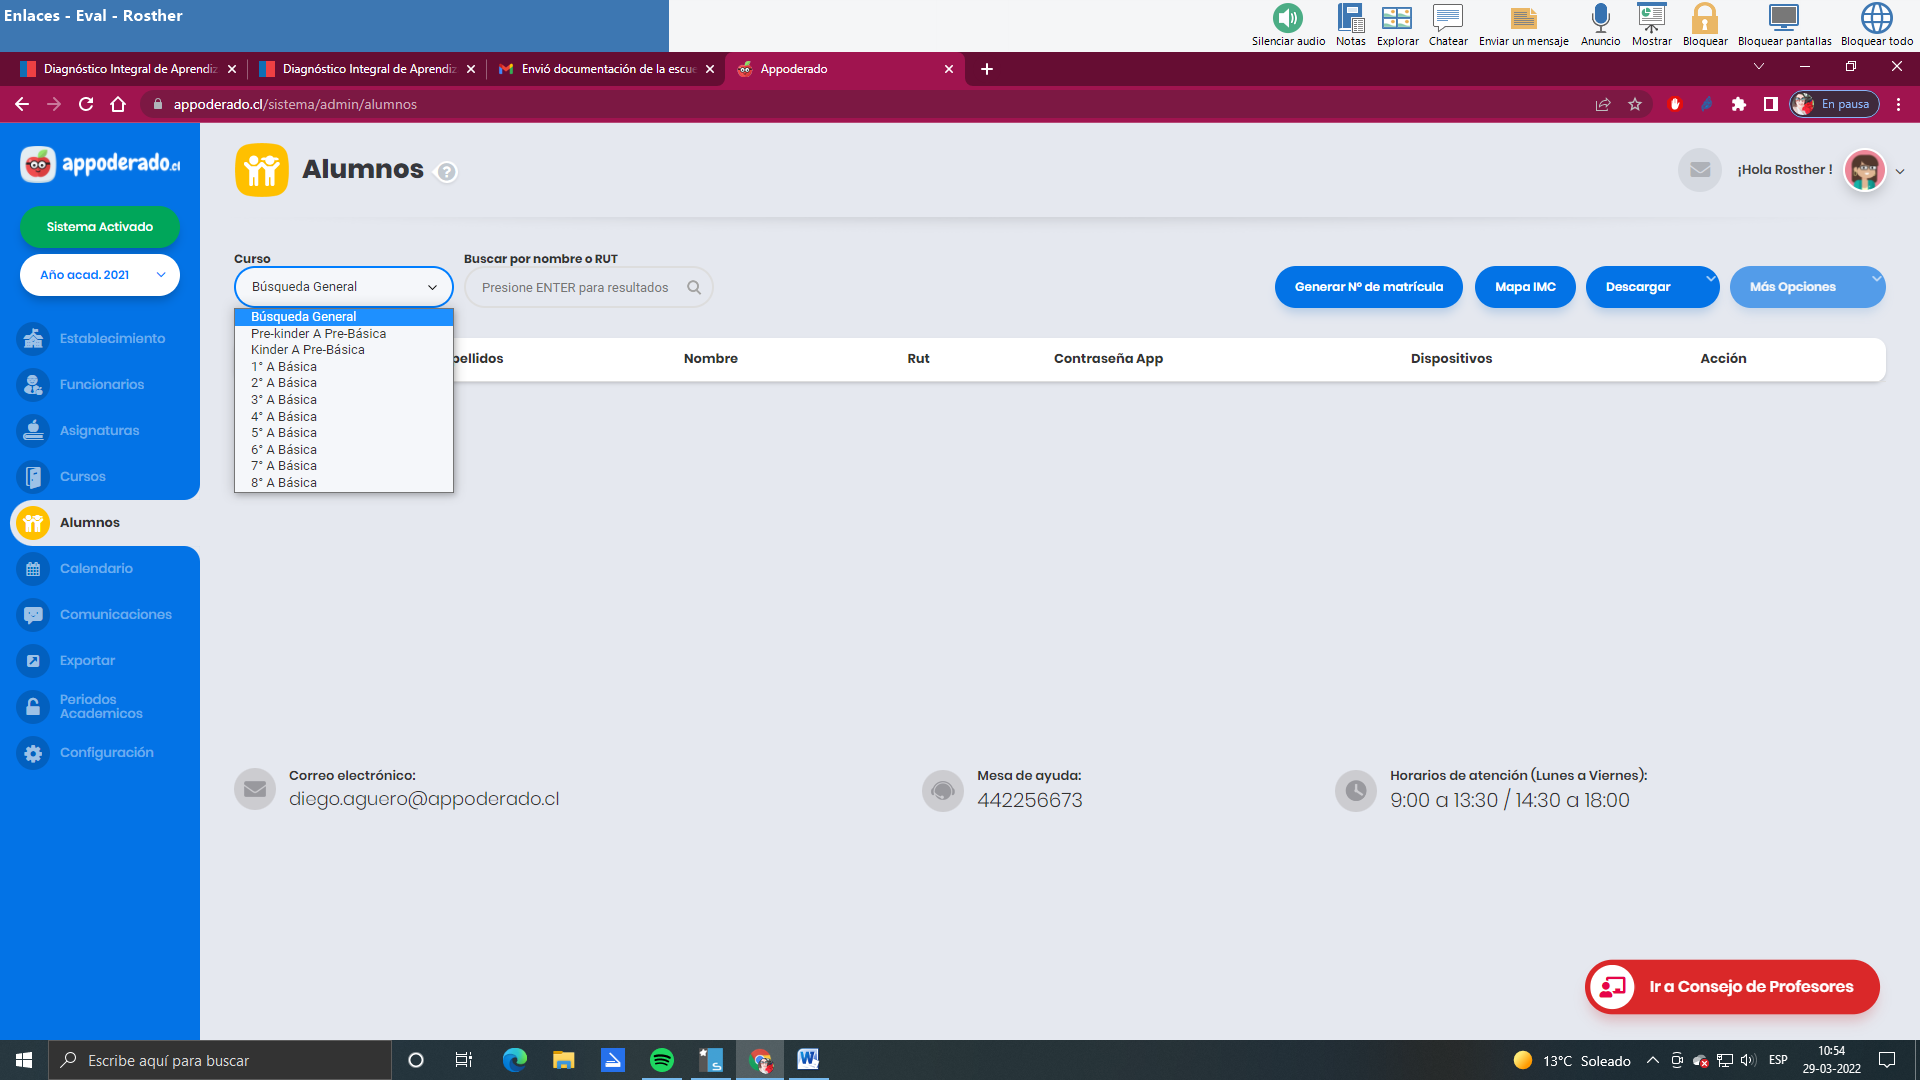 Enlaces - Eval - Rosther
Silenciar audio
Notas
Explorar
Chatear
Enviar un mensaje
Anuncio
Mostrar
Bloquear
Bloquear pantallas
Bloquear todo
Diagnóstico Integral de Aprendiz
Diagnóstico Integral de Aprendiz
Envió documentación de la escue
Appoderado
appoderado.cl/sistema/admin/alumnos
En pausa
appoderado.cl
Alumnos
?
¡Hola Rosther !
Sistema Activado
Año acad. 2021
Curso
Buscar por nombre o RUT
Búsqueda General
Presione ENTER para resultados
Generar N° de matrícula
Mapa IMC
Descargar
Más Opciones
Búsqueda General
Pre-kinder A Pre-Básica
Kinder A Pre-Básica
1° A Básica
2° A Básica
3° A Básica
4° A Básica
5° A Básica
6° A Básica
7° A Básica
8° A Básica
pellidos
Nombre
Rut
Contraseña App
Dispositivos
Acción
Establecimiento
Funcionarios
Asignaturas
Cursos
Alumnos
Calendario
Comunicaciones
Exportar
Periodos
Academicos
Configuración
Correo electrónico:
diego.aguero@appoderado.cl
Mesa de ayuda:
442256673
Horarios de atención (Lunes a Viernes):
9:00 a 13:30 / 14:30 a 18:00
Ir a Consejo de Profesores
Escribe aquí para buscar
13°C Soleado
ESP
10:54
29-03-2022